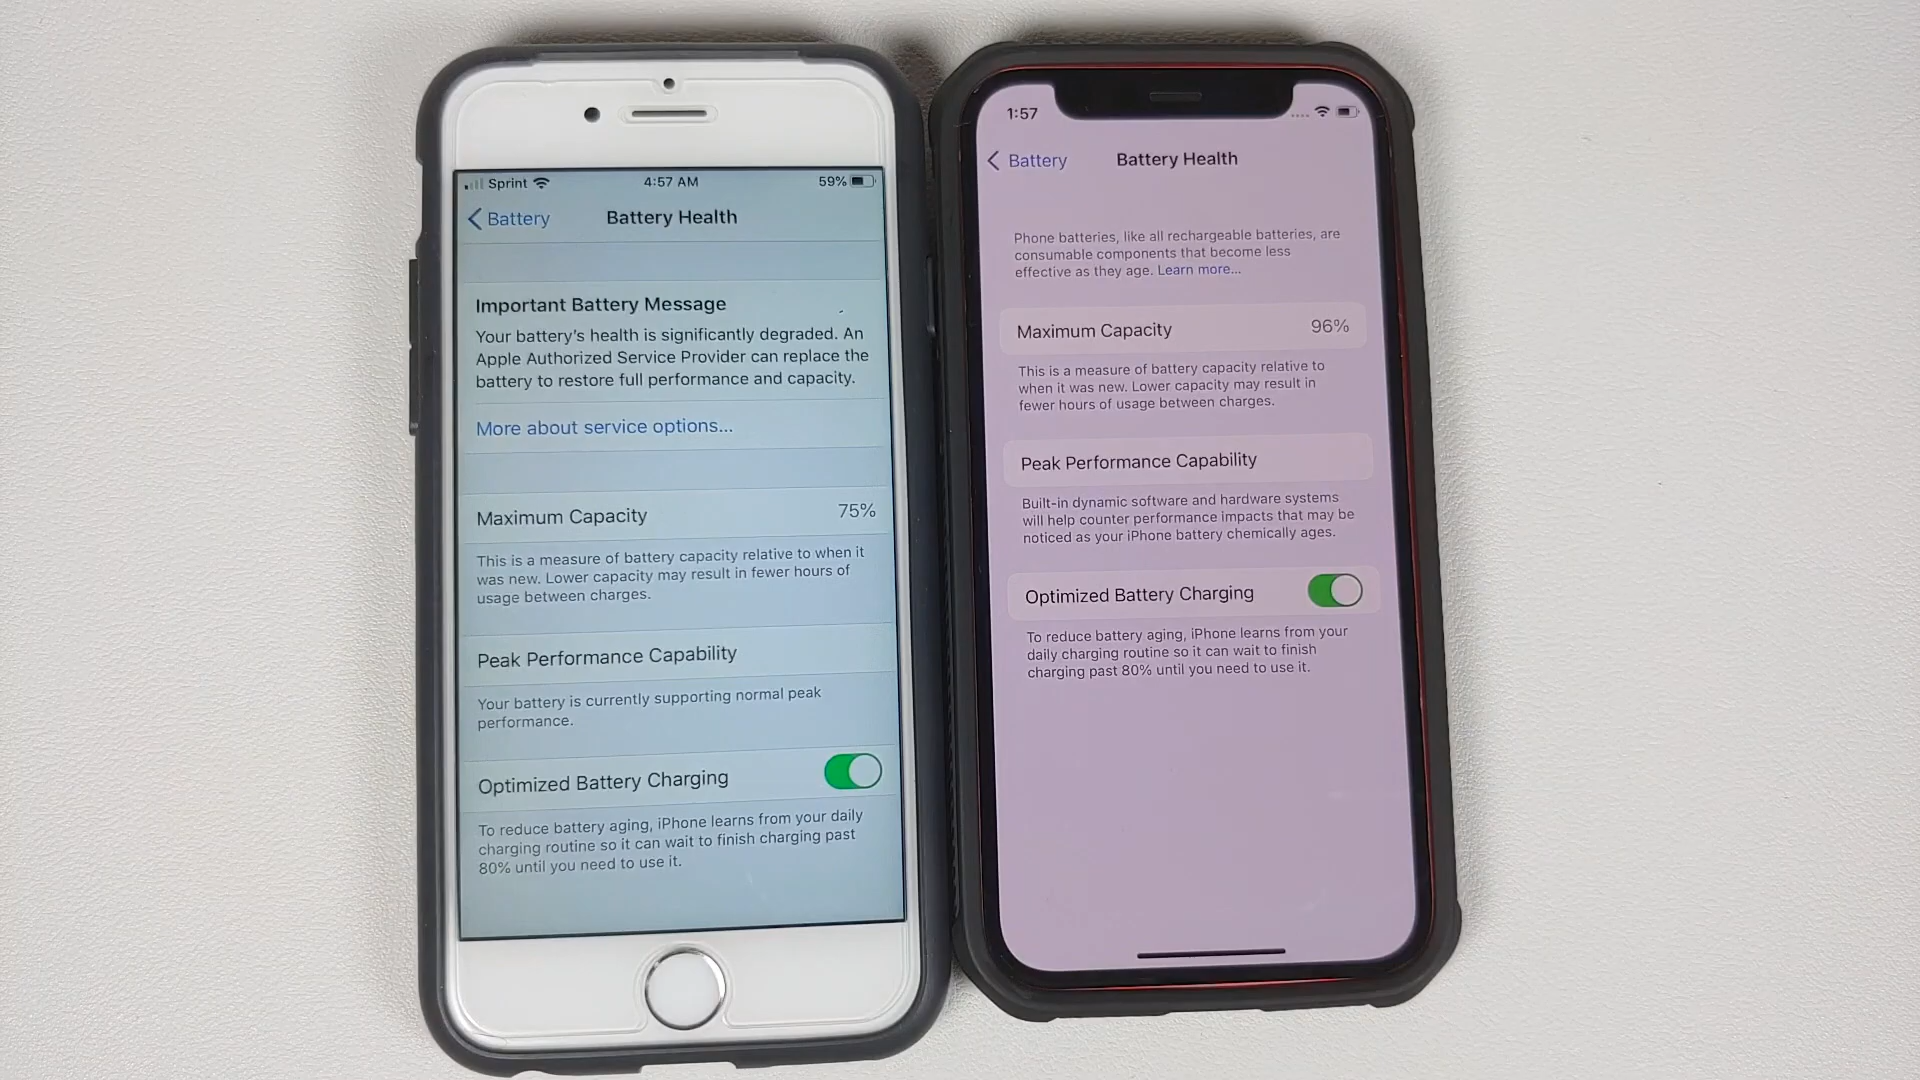 Sprint 4:57 AM 59%
Battery Battery Health
Important Battery Message
Your battery's health is significantly degraded. An
Apple Authorized Service Provider can replace the
battery to restore full performance and capacity.
More about service options...
Maximum Capacity 75%
This is a measure of battery capacity relative to when it
was new. Lower capacity may result in fewer hours of
usage between charges.
Peak Performance Capability
Your battery is currently supporting normal peak
performance.
Optimized Battery Charging
To reduce battery aging, iPhone learns from your daily
charging routine so it can wait to finish charging past
80% until you need to use it.
1:57
Battery Battery Health
Phone batteries, like all rechargeable batteries, are
consumable components that become less
effective as they age. Learn more...
Maximum Capacity 96%
This is a measure of battery capacity relative to
when it was new. Lower capacity may result in
fewer hours of usage between charges.
Peak Performance Capability
Built-in dynamic software and hardware systems
will help counter performance impacts that may be
noticed as your iPhone battery chemically ages.
Optimized Battery Charging
To reduce battery aging, iPhone learns from your
daily charging routine so it can wait to finish
charging past 80% until you need to use it.